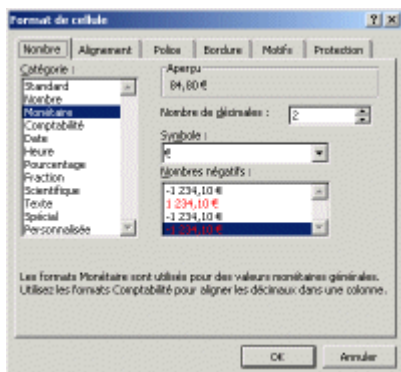 Format de cellule
Nombre Alignement Police Bordure Motifs Protection
Catégorie :
Standard
Nombre
Monétaire
Comptabilité
Date
Heure
Pourcentage
Fraction
Scientifique
Texte
Spécial
Personnalisée
Aperçu
84,80 €
Nombre de décimales : 2
Symbole :
€
Nombres négatifs :
-1 234,10 €
1 234,10 €
-1 234,10 €
-1 234,10 €
Les formats Monétaire sont utilisés pour des valeurs monétaires générales.
Utilisez les formats Comptabilité pour aligner les décimaux dans une colonne.
OK Annuler